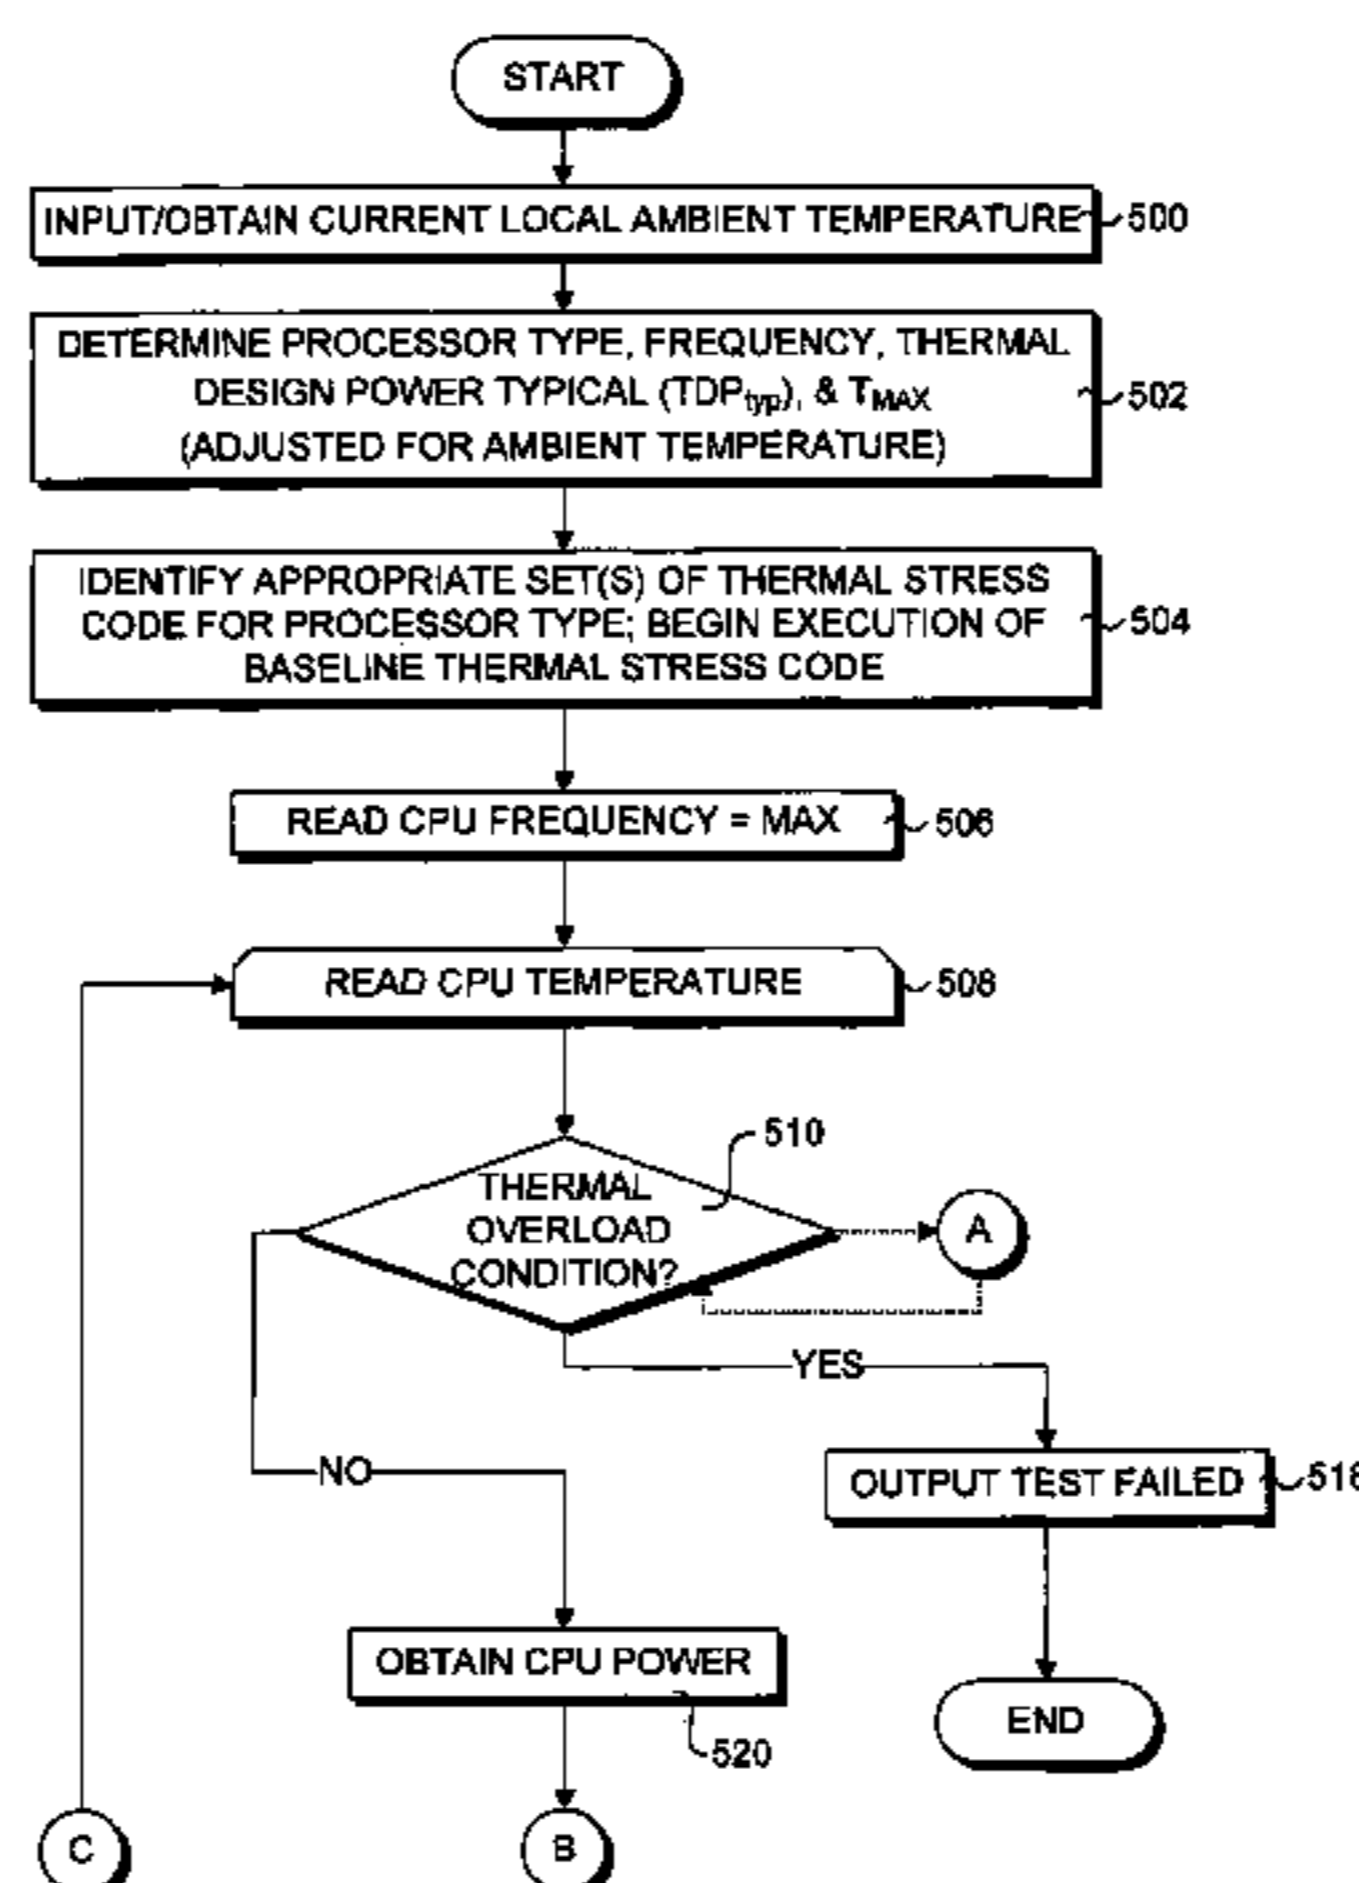 START
INPUT/OBTAIN CURRENT LOCAL AMBIENT TEMPERATURE
500
DETERMINE PROCESSOR TYPE, FREQUENCY, THERMAL
DESIGN POWER TYPICAL (TDPtyp), & TMAX
(ADJUSTED FOR AMBIENT TEMPERATURE)
502
IDENTIFY APPROPRIATE SET(S) OF THERMAL STRESS
CODE FOR PROCESSOR TYPE; BEGIN EXECUTION OF
BASELINE THERMAL STRESS CODE
504
READ CPU FREQUENCY = MAX
506
READ CPU TEMPERATURE
508
510
THERMAL
OVERLOAD
CONDITION?
A
YES
NO
OUTPUT TEST FAILED
OBTAIN CPU POWER
520
END
C
B